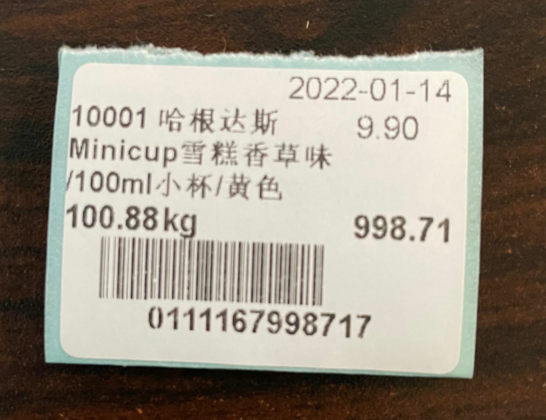 2022-01-14
10001 哈根达斯 9.90
Minicup雪糕香草味
/100ml小杯/黄色
100.88kg 998.71
0111167998717